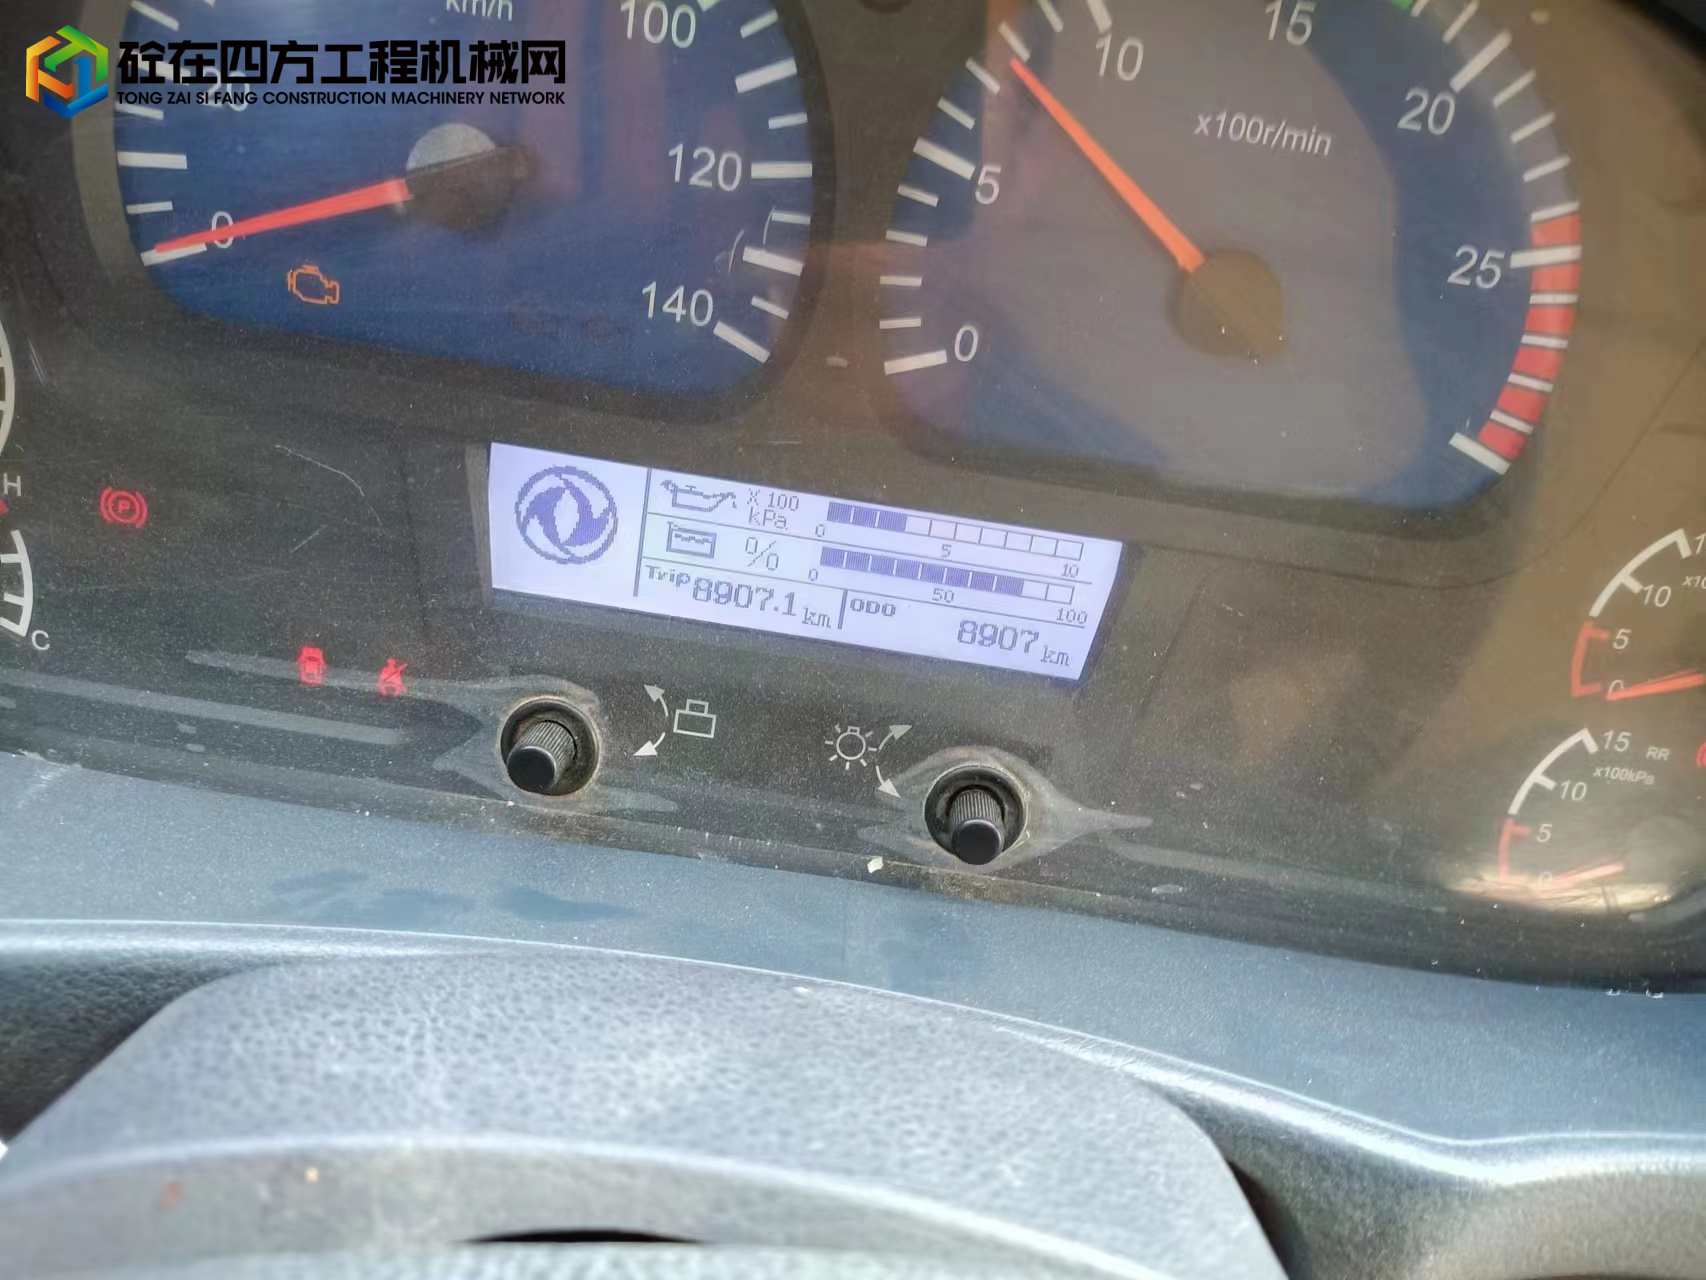 砼在四方工程机械网
TONG ZAI SI FANG CONSTRUCTION MACHINERY NETWORK
km/h
0
20
100
120
140
0
5
10
15
20
25
x100r/min
H
C
P
X 100
kPa
0
5
10
%
0
50
100
Trip 8907.1 km
ODO
8907 km
10
5
0
15
RR
x100kPa
10
5
0